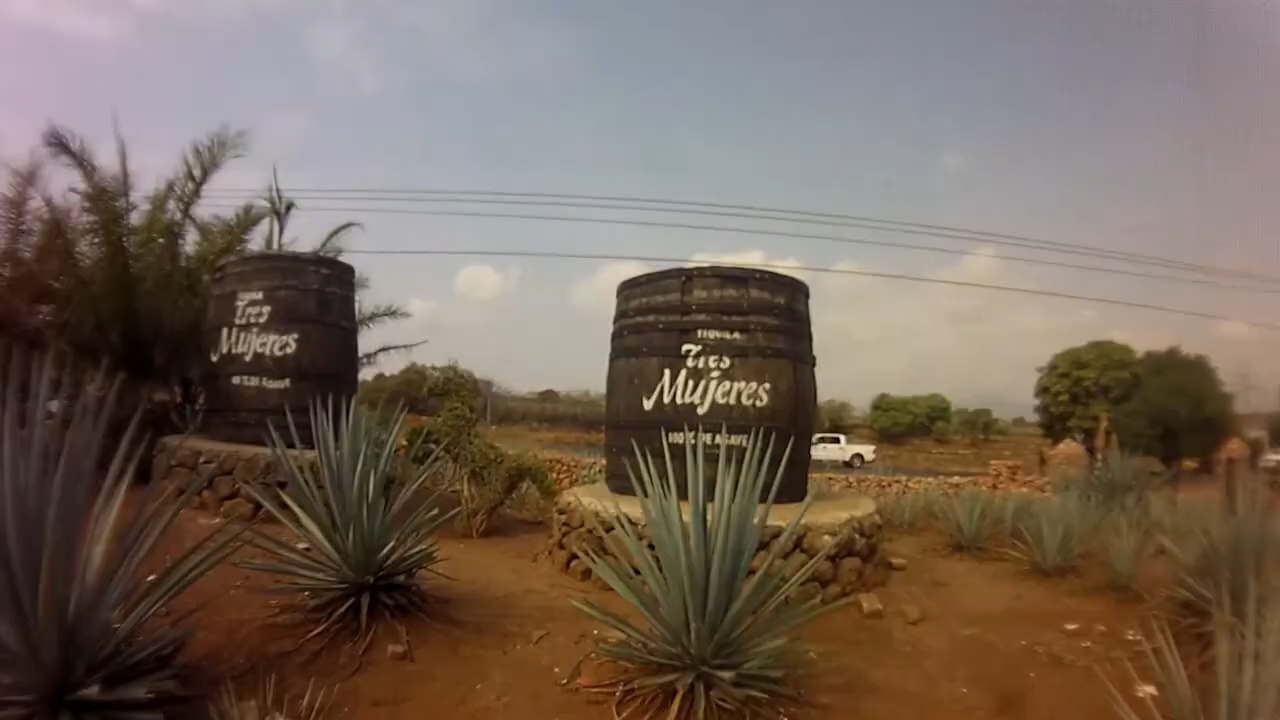 Tres
Mujeres
TEQUILA
Tres
Mujeres
100% DE AGAVE